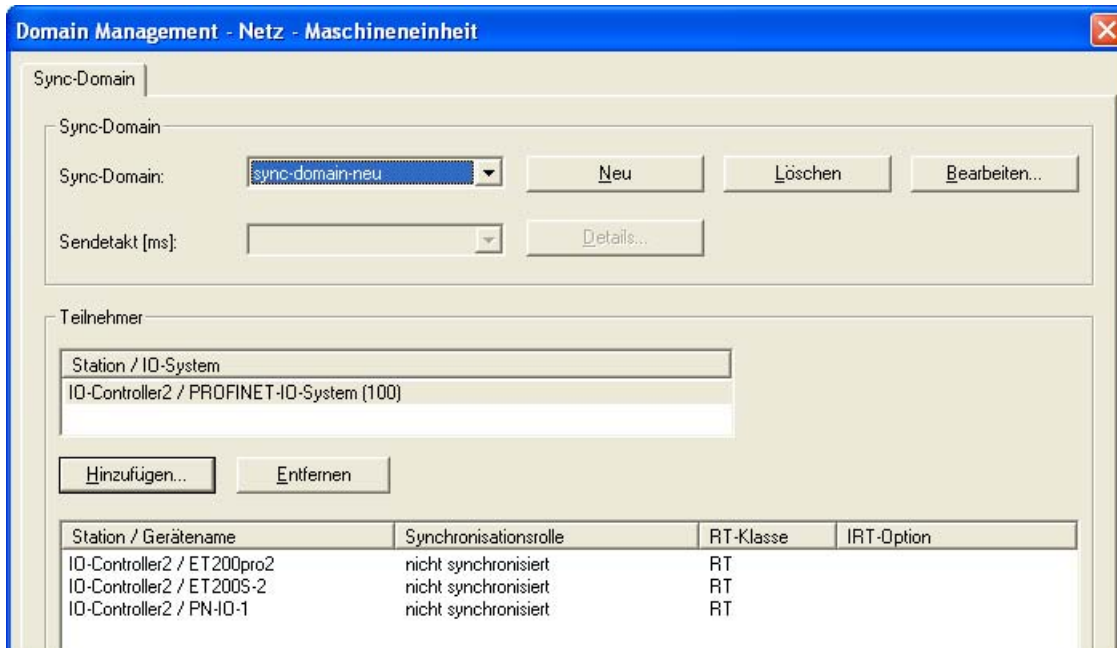 Domain Management - Netz - Maschineneinheit
Sync-Domain
Sync-Domain
Sync-Domain: sync-domain-neu Neu Löschen Bearbeiten...
Sendetakt [ms]: Details...
Teilnehmer
Station / IO-System
IO-Controller2 / PROFINET-IO-System (100)
Hinzufügen... Entfernen
Station / Gerätename Synchronisationsrolle RT-Klasse IRT-Option
IO-Controller2 / ET200pro2 nicht synchronisiert RT
IO-Controller2 / ET200S-2 nicht synchronisiert RT
IO-Controller2 / PN-IO-1 nicht synchronisiert RT